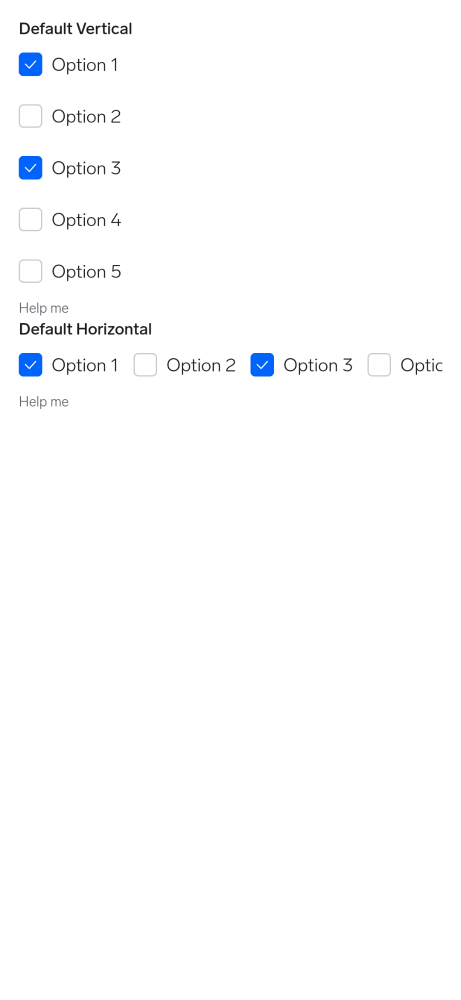 Default Vertical
Option 1
Option 2
Option 3
Option 4
Option 5
Help me
Default Horizontal
Option 1 Option 2 Option 3 Optic
Help me